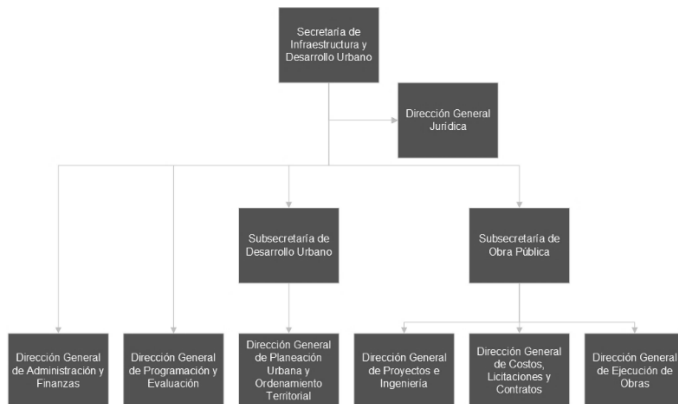 Secretaría de
Infraestructura y
Desarrollo Urbano
Dirección General
Jurídica
Subsecretaría de
Desarrollo Urbano
Subsecretaría de
Obra Pública
Dirección General
de Administración y
Finanzas
Dirección General
de Programación y
Evaluación
Dirección General
de Planeación
Urbana y
Ordenamiento
Territorial
Dirección General
de Proyectos e
Ingeniería
Dirección General
de Costos,
Licitaciones y
Contratos
Dirección General
de Ejecución de
Obras